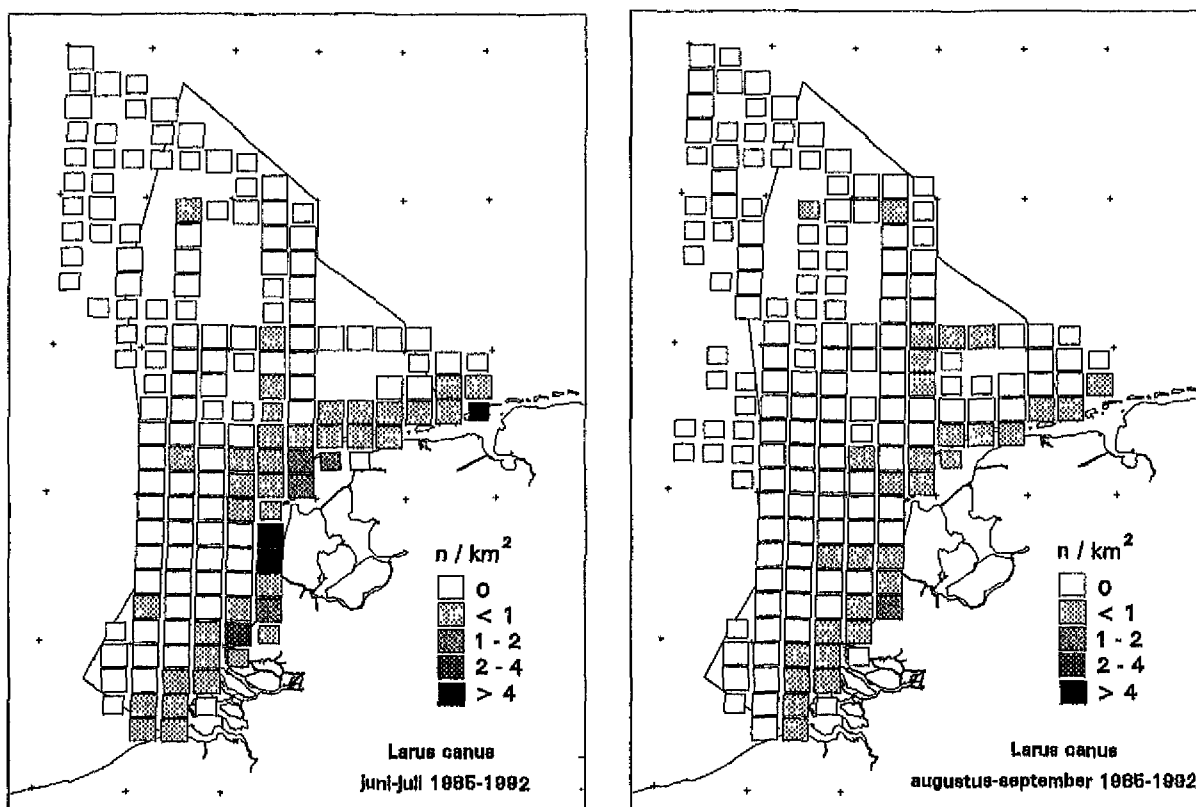 n / km²
0
< 1
1 - 2
2 - 4
> 4
Larus canus
juni-juli 1985-1992
n / km²
0
< 1
1 - 2
2 - 4
> 4
Larus canus
augustus-september 1985-1992